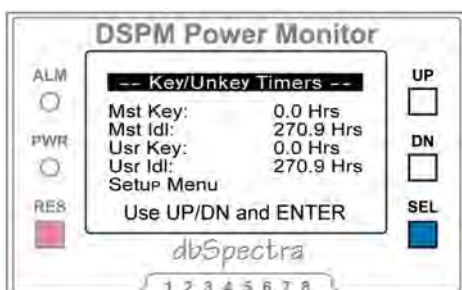 DSPM Power Monitor
ALM
PWR
RES
-- Key/Unkey Timers --
Mst Key: 0.0 Hrs
Mst Idl: 270.9 Hrs
Usr Key: 0.0 Hrs
Usr Idl: 270.9 Hrs
Setup Menu
Use UP/DN and ENTER
UP
DN
SEL
dbSpectra
1 2 3 4 5 6 7 8